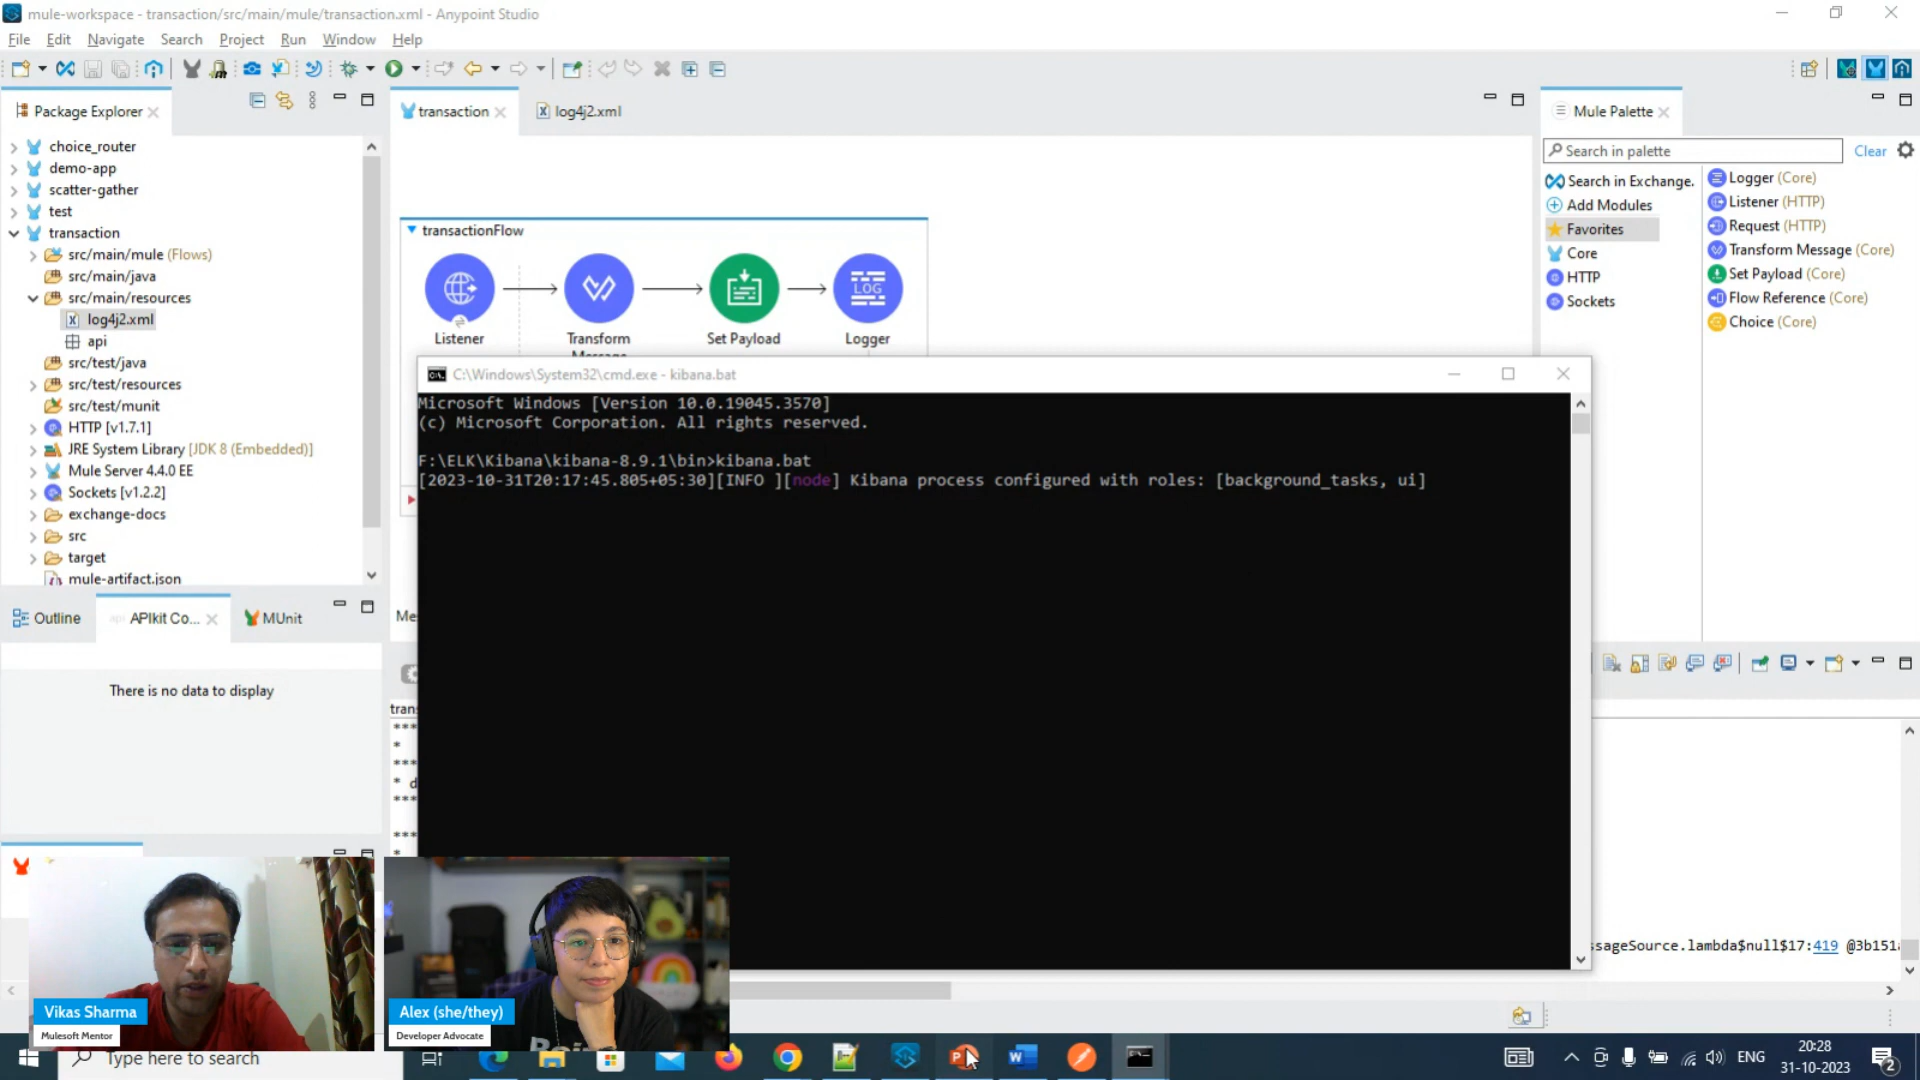 mule-workspace - transaction/src/main/mule/transaction.xml - Anypoint Studio
File Edit Navigate Search Project Run Window Help
Package Explorer
choice_router
demo-app
scatter-gather
test
transaction
src/main/mule (Flows)
src/main/java
src/main/resources
log4j2.xml
api
src/test/java
src/test/resources
src/test/munit
HTTP [v1.7.1]
JRE System Library [JDK 8 (Embedded)]
Mule Server 4.4.0 EE
Sockets [v1.2.2]
exchange-docs
src
target
mule-artifact.json
Outline
APIkit Co...
MUnit
There is no data to display
transaction
log4j2.xml
transactionFlow
Listener
Transform
Set Payload
LOG
Logger
C:\Windows\System32\cmd.exe - kibana.bat
Microsoft Windows [Version 10.0.19045.3570]
(c) Microsoft Corporation. All rights reserved.
F:\ELK\Kibana\kibana-8.9.1\bin>kibana.bat
[2023-10-31T20:17:45.805+05:30][INFO ][node] Kibana process configured with roles: [background_tasks, ui]
Me
tran
****
*
****
* d
****
****
*
Mule Palette
Search in palette
Clear
Search in Exchange.
Add Modules
Favorites
Core
HTTP
Sockets
Logger (Core)
Listener (HTTP)
Request (HTTP)
Transform Message (Core)
Set Payload (Core)
Flow Reference (Core)
Choice (Core)
ssageSource.lambda$null$17:419 @3b151
Vikas Sharma
Mulesoft Mentor
Alex (she/they)
Developer Advocate
Type here to search
ENG
20:28
31-10-2023
2